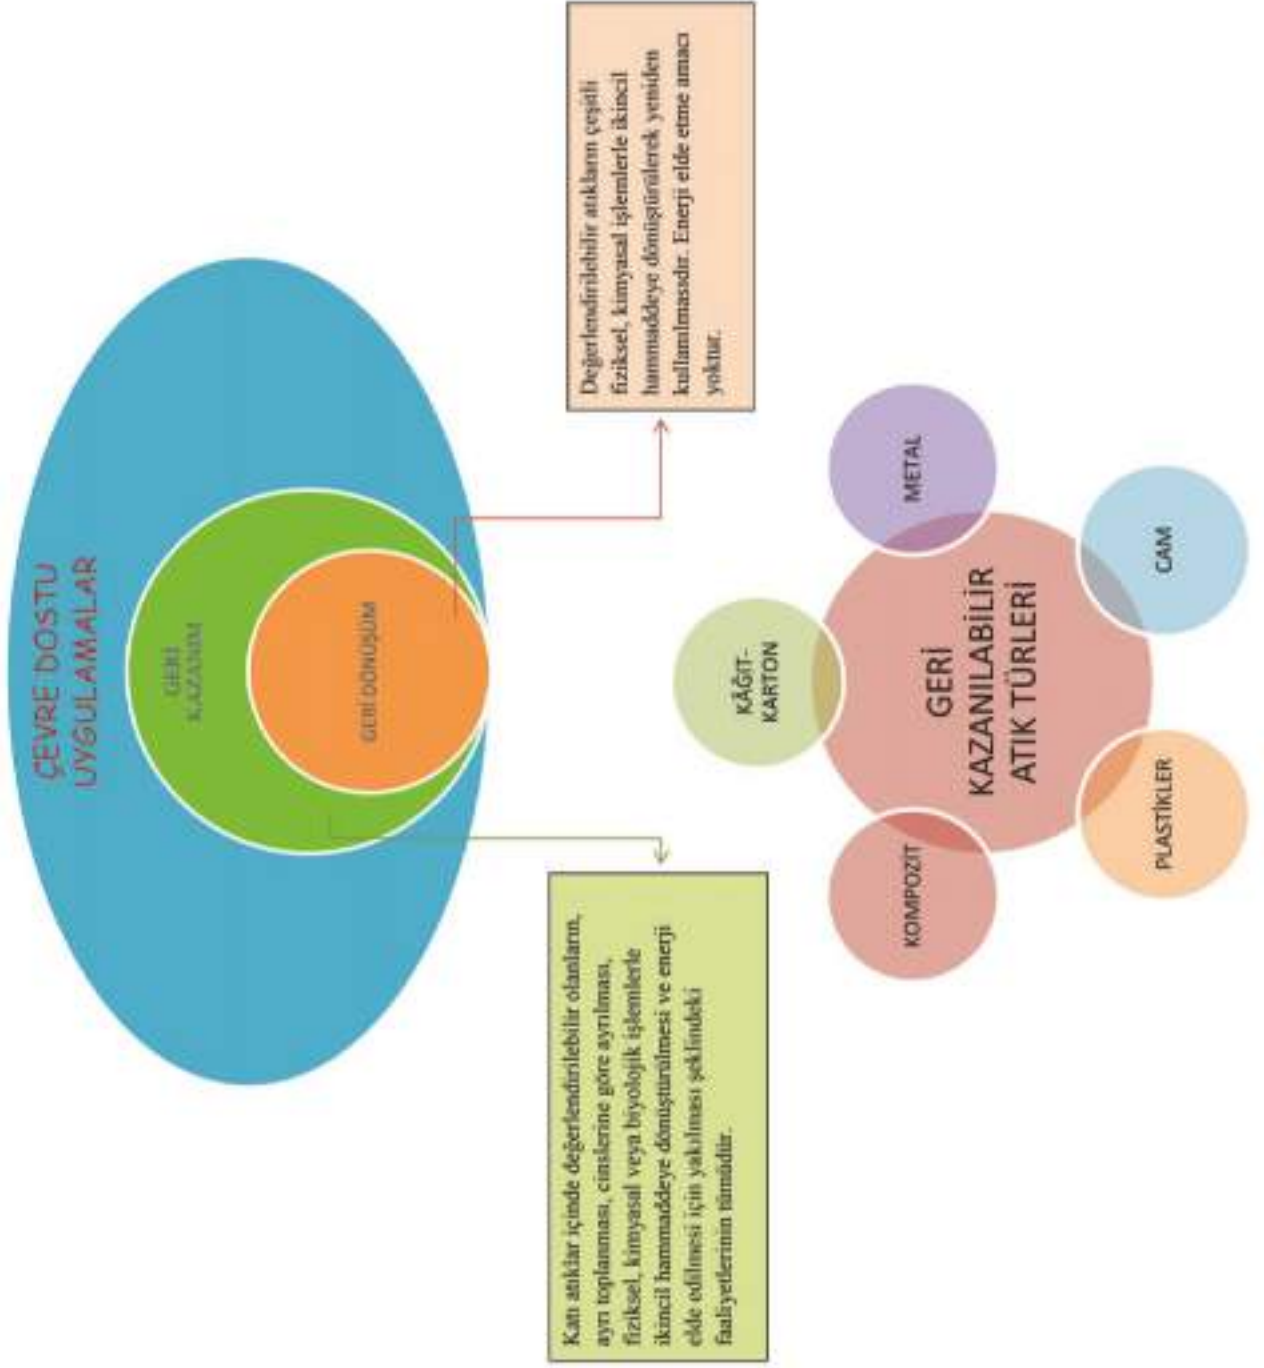 ÇEVRE DOSTU
UYGULAMALAR
GERİ
KAZANIM
GERİ DÖNÜŞÜM
Katı atıklar içinde değerlendirilebilir olanların,
ayrı toplanması, cinslerine göre ayrılması,
fiziksel, kimyasal veya biyolojik işlemlerle
ikincil hammaddeye dönüştürülmesi ve enerji
elde edilmesi için yakılması şeklindeki
faaliyetlerinin tümüdür.
Değerlendirilebilir atıkların çeşitli
fiziksel, kimyasal işlemlerle ikincil
hammaddeye dönüştürülerek yeniden
kullanılmasıdır. Enerji elde etme amacı
yoktur.
KÂĞIT-
KARTON
KOMPOZİT
METAL
GERİ
KAZANILABİLİR
ATIK TÜRLERİ
PLASTİKLER
CAM